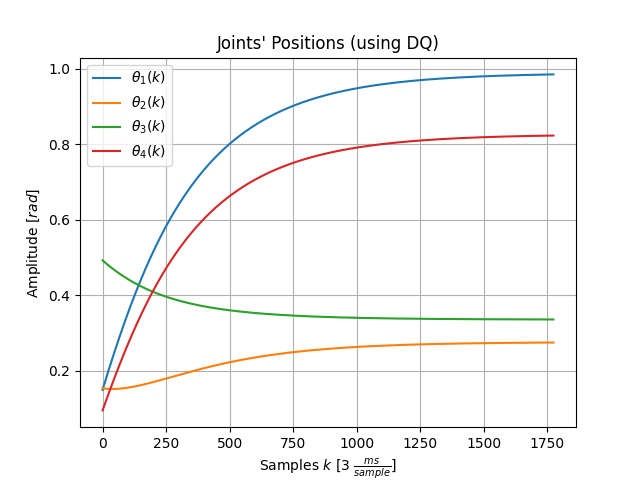 Joints' Positions (using DQ)
θ₁(k)
θ₂(k)
θ₃(k)
θ₄(k)
1.0
0.8
0.6
0.4
0.2
Amplitude [rad]
0 250 500 750 1000 1250 1500 1750
Samples k [3 ms/sample]